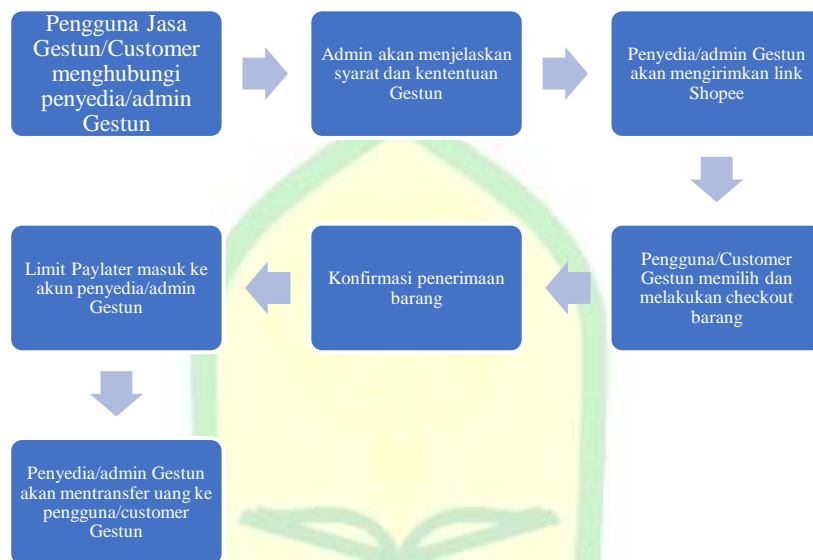 Pengguna Jasa
Gestun/Customer
menghubungi
penyedia/admin
Gestun
Admin akan menjelaskan
syarat dan kententuan
Gestun
Penyedia/admin Gestun
akan mengirimkan link
Shopee
Pengguna/Customer
Gestun memilih dan
melakukan checkout
barang
Konfirmasi penerimaan
barang
Limit Paylater masuk ke
akun penyedia/admin
Gestun
Penyedia/admin Gestun
akan mentransfer uang ke
pengguna/customer
Gestun